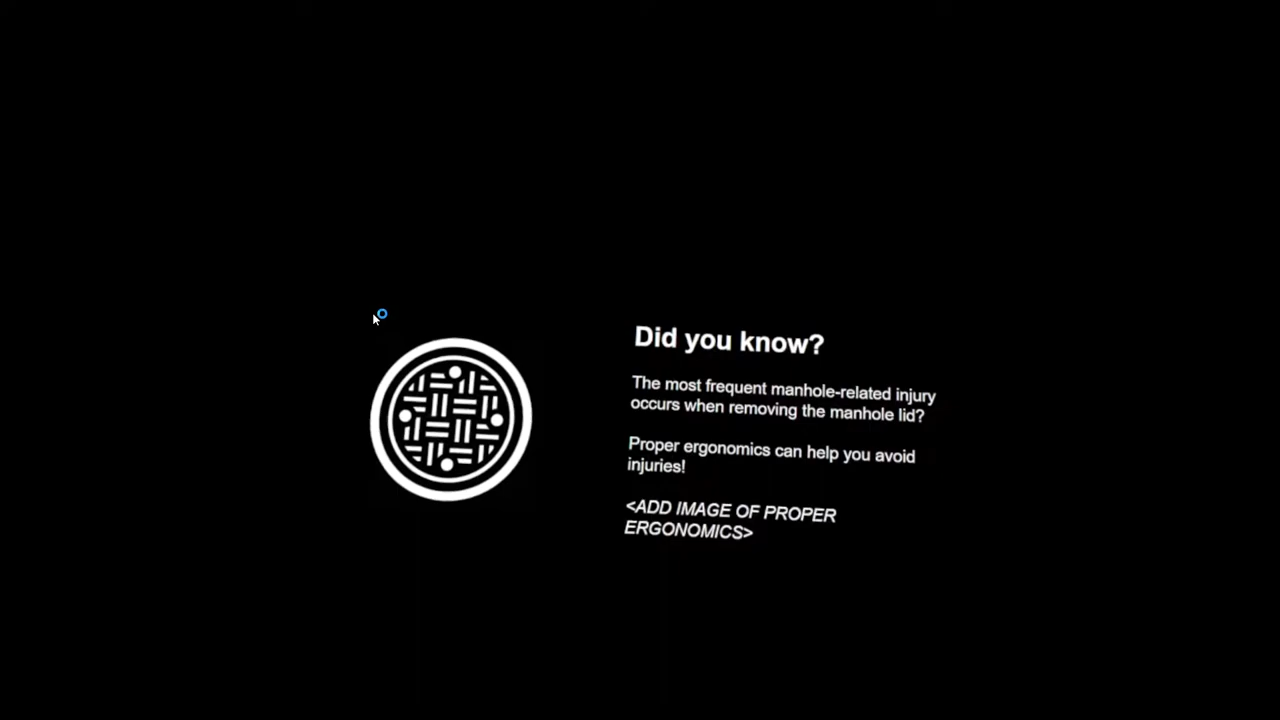 Did you know?
The most frequent manhole-related injury
occurs when removing the manhole lid?
Proper ergonomics can help you avoid
injuries!
<ADD IMAGE OF PROPER
ERGONOMICS>